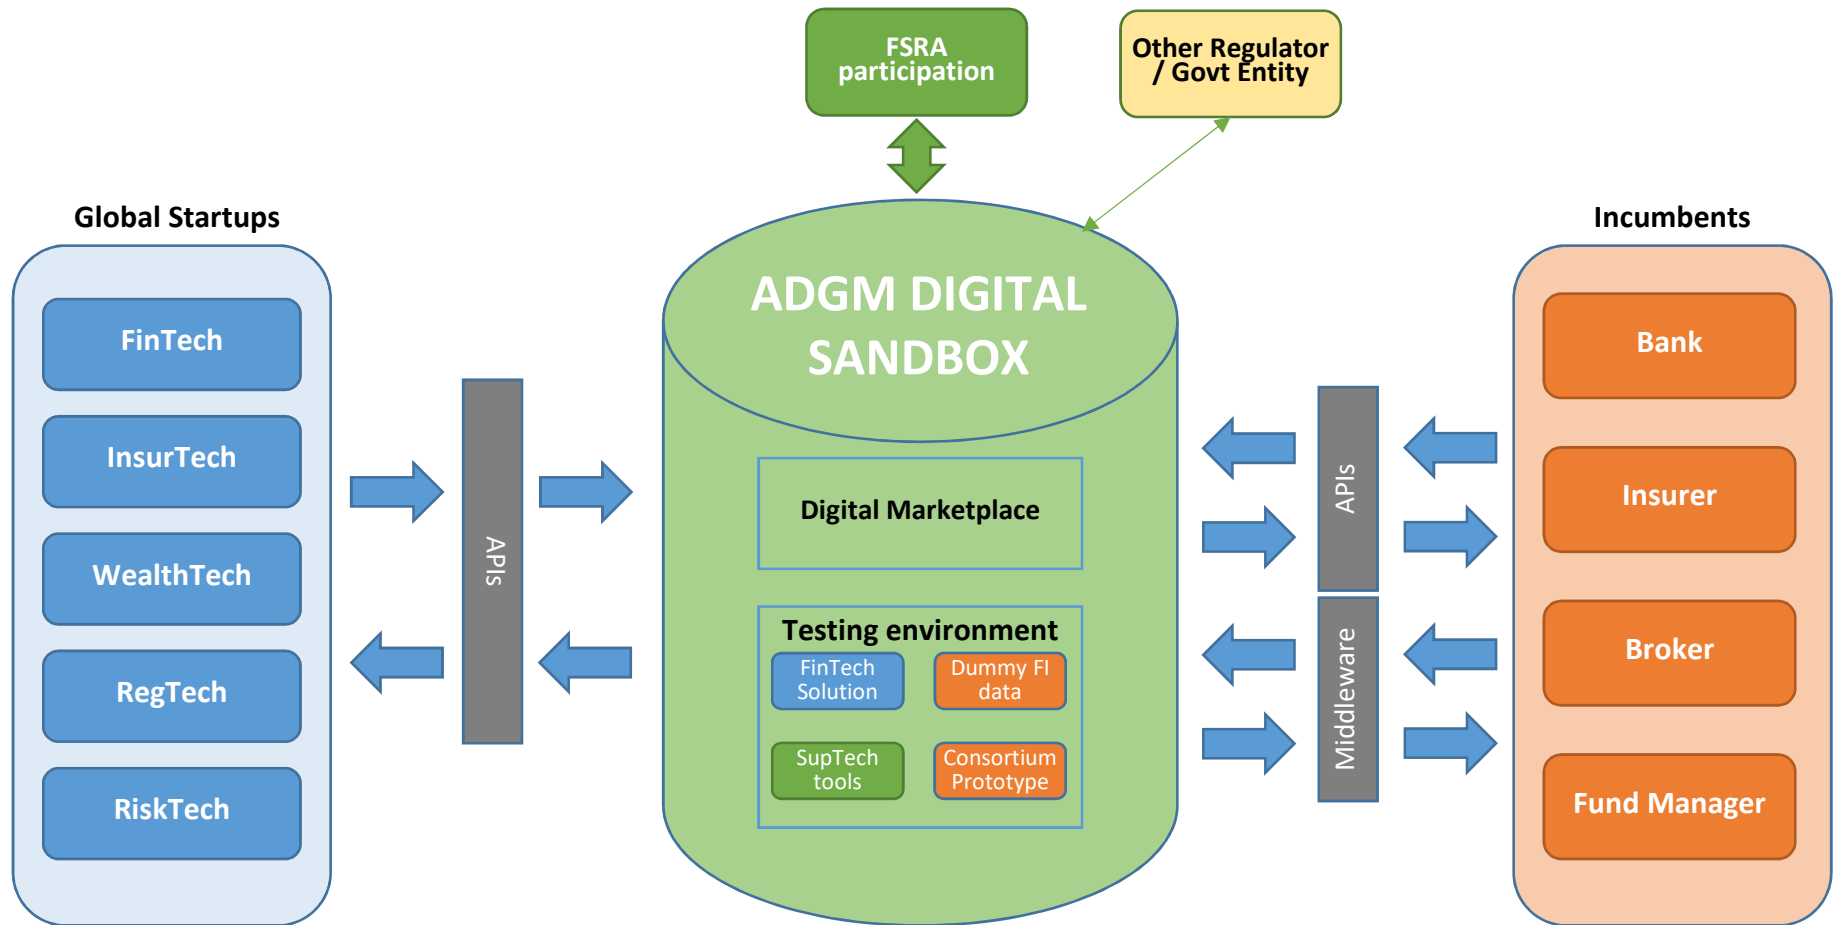 FSRA
participation
Other Regulator
/ Govt Entity
Global Startups
FinTech
InsurTech
WealthTech
RegTech
RiskTech
APIs
ADGM DIGITAL
SANDBOX
Digital Marketplace
Testing environment
FinTech
Solution
Dummy FI
data
SupTech
tools
Consortium
Prototype
APIs
Middleware
Incumbents
Bank
Insurer
Broker
Fund Manager